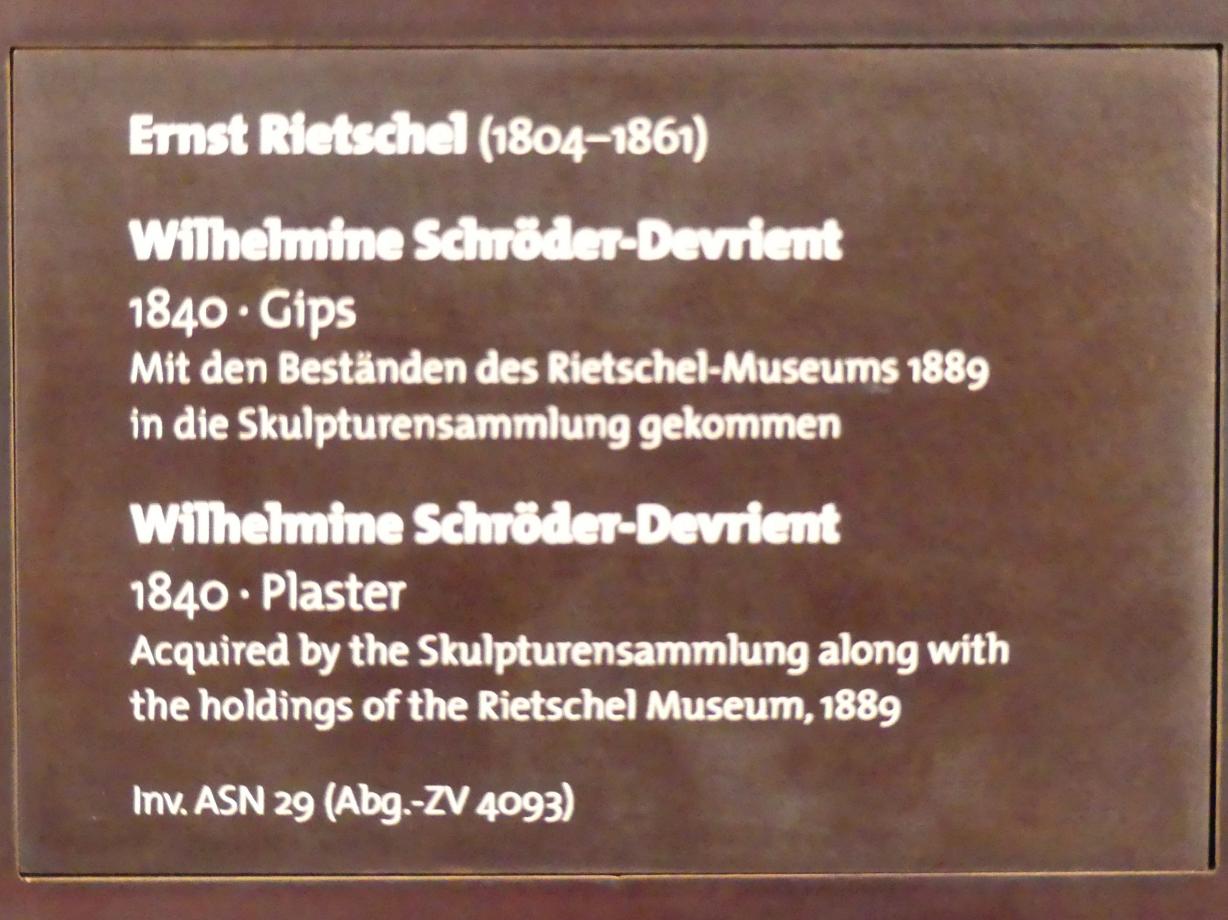 Ernst Rietschel (1804–1861)
Wilhelmine Schröder-Devrient
1840 · Gips
Mit den Beständen des Rietschel-Museums 1889
in die Skulpturensammlung gekommen
Wilhelmine Schröder-Devrient
1840 · Plaster
Acquired by the Skulpturensammlung along with
the holdings of the Rietschel Museum, 1889
Inv. ASN 29 (Abg.-ZV 4093)